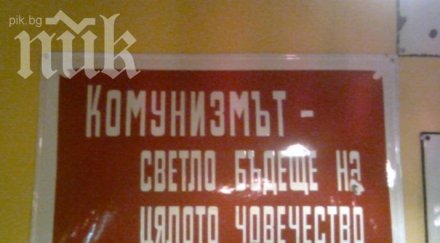 pik.bg
пик
Комунизмът –
светло бъдеще на
цялото човечество